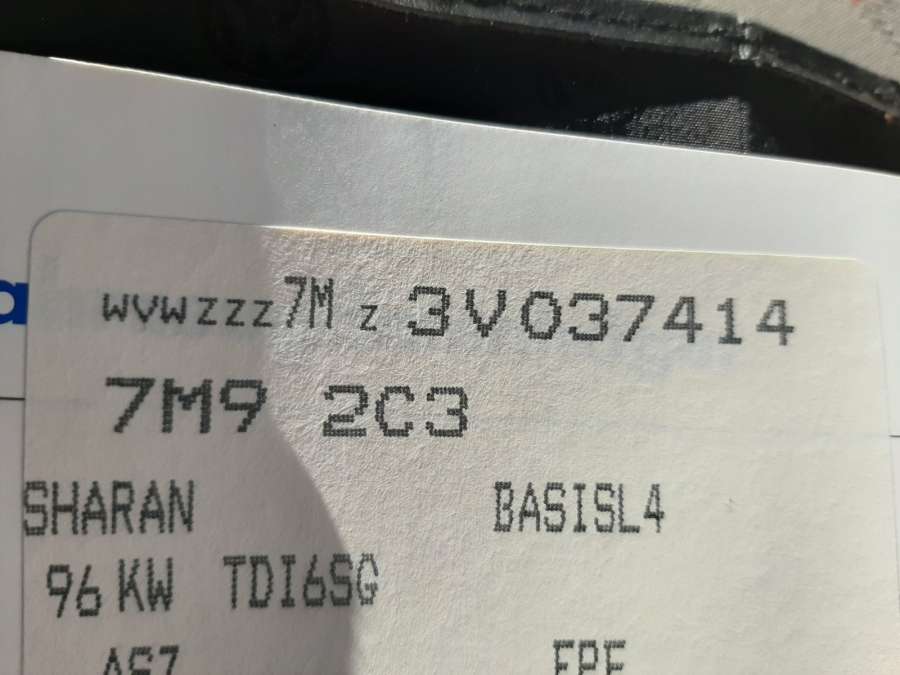 wvwzzz7M z 3V037414
7M9 2C3
SHARAN BASISL4
96 KW TDI6SG